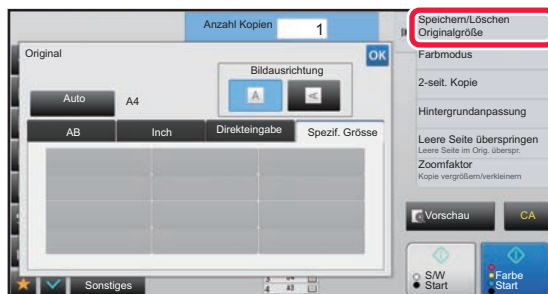 Anzahl Kopien
1
Original
OK
Bildausrichtung
A
A
Auto
A4
AB
Inch
Direkteingabe
Spezif. Grösse
Speichern/Löschen
Originalgröße
Farbmodus
2-seit. Kopie
Hintergrundanpassung
Leere Seite überspringen
Leere Seite im Orig. überspr.
Zoomfaktor
Kopie vergrößern/verkleinern
Vorschau
CA
S/W
Start
Farbe
Start
Sonstiges
4 A3